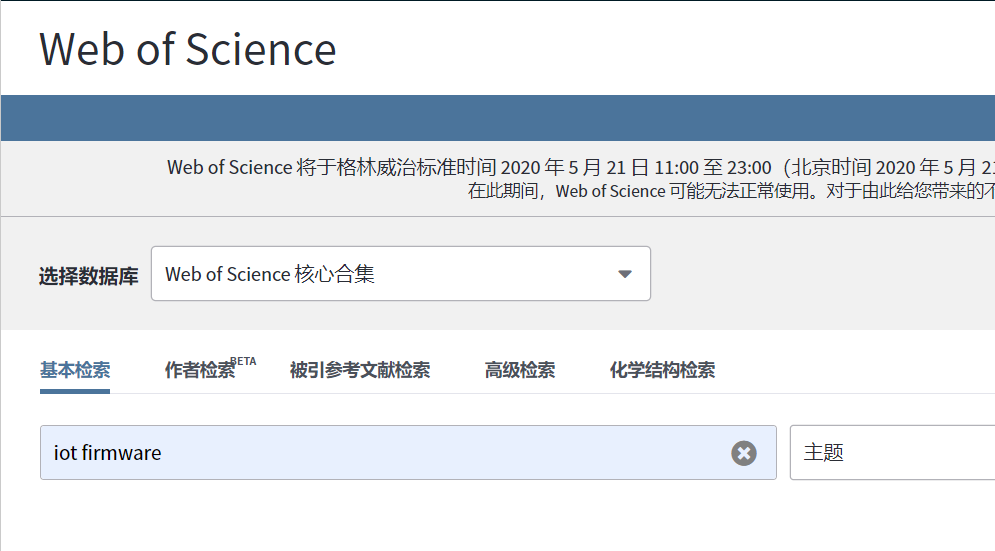 Web of Science
Web of Science 将于格林威治标准时间 2020 年 5 月 21 日 11:00 至 23:00（北京时间 2020 年 5 月 21
在此期间，Web of Science 可能无法正常使用。对于由此给您带来的不
选择数据库 Web of Science 核心合集
基本检索 作者检索BETA 被引参考文献检索 高级检索 化学结构检索
iot firmware 主题